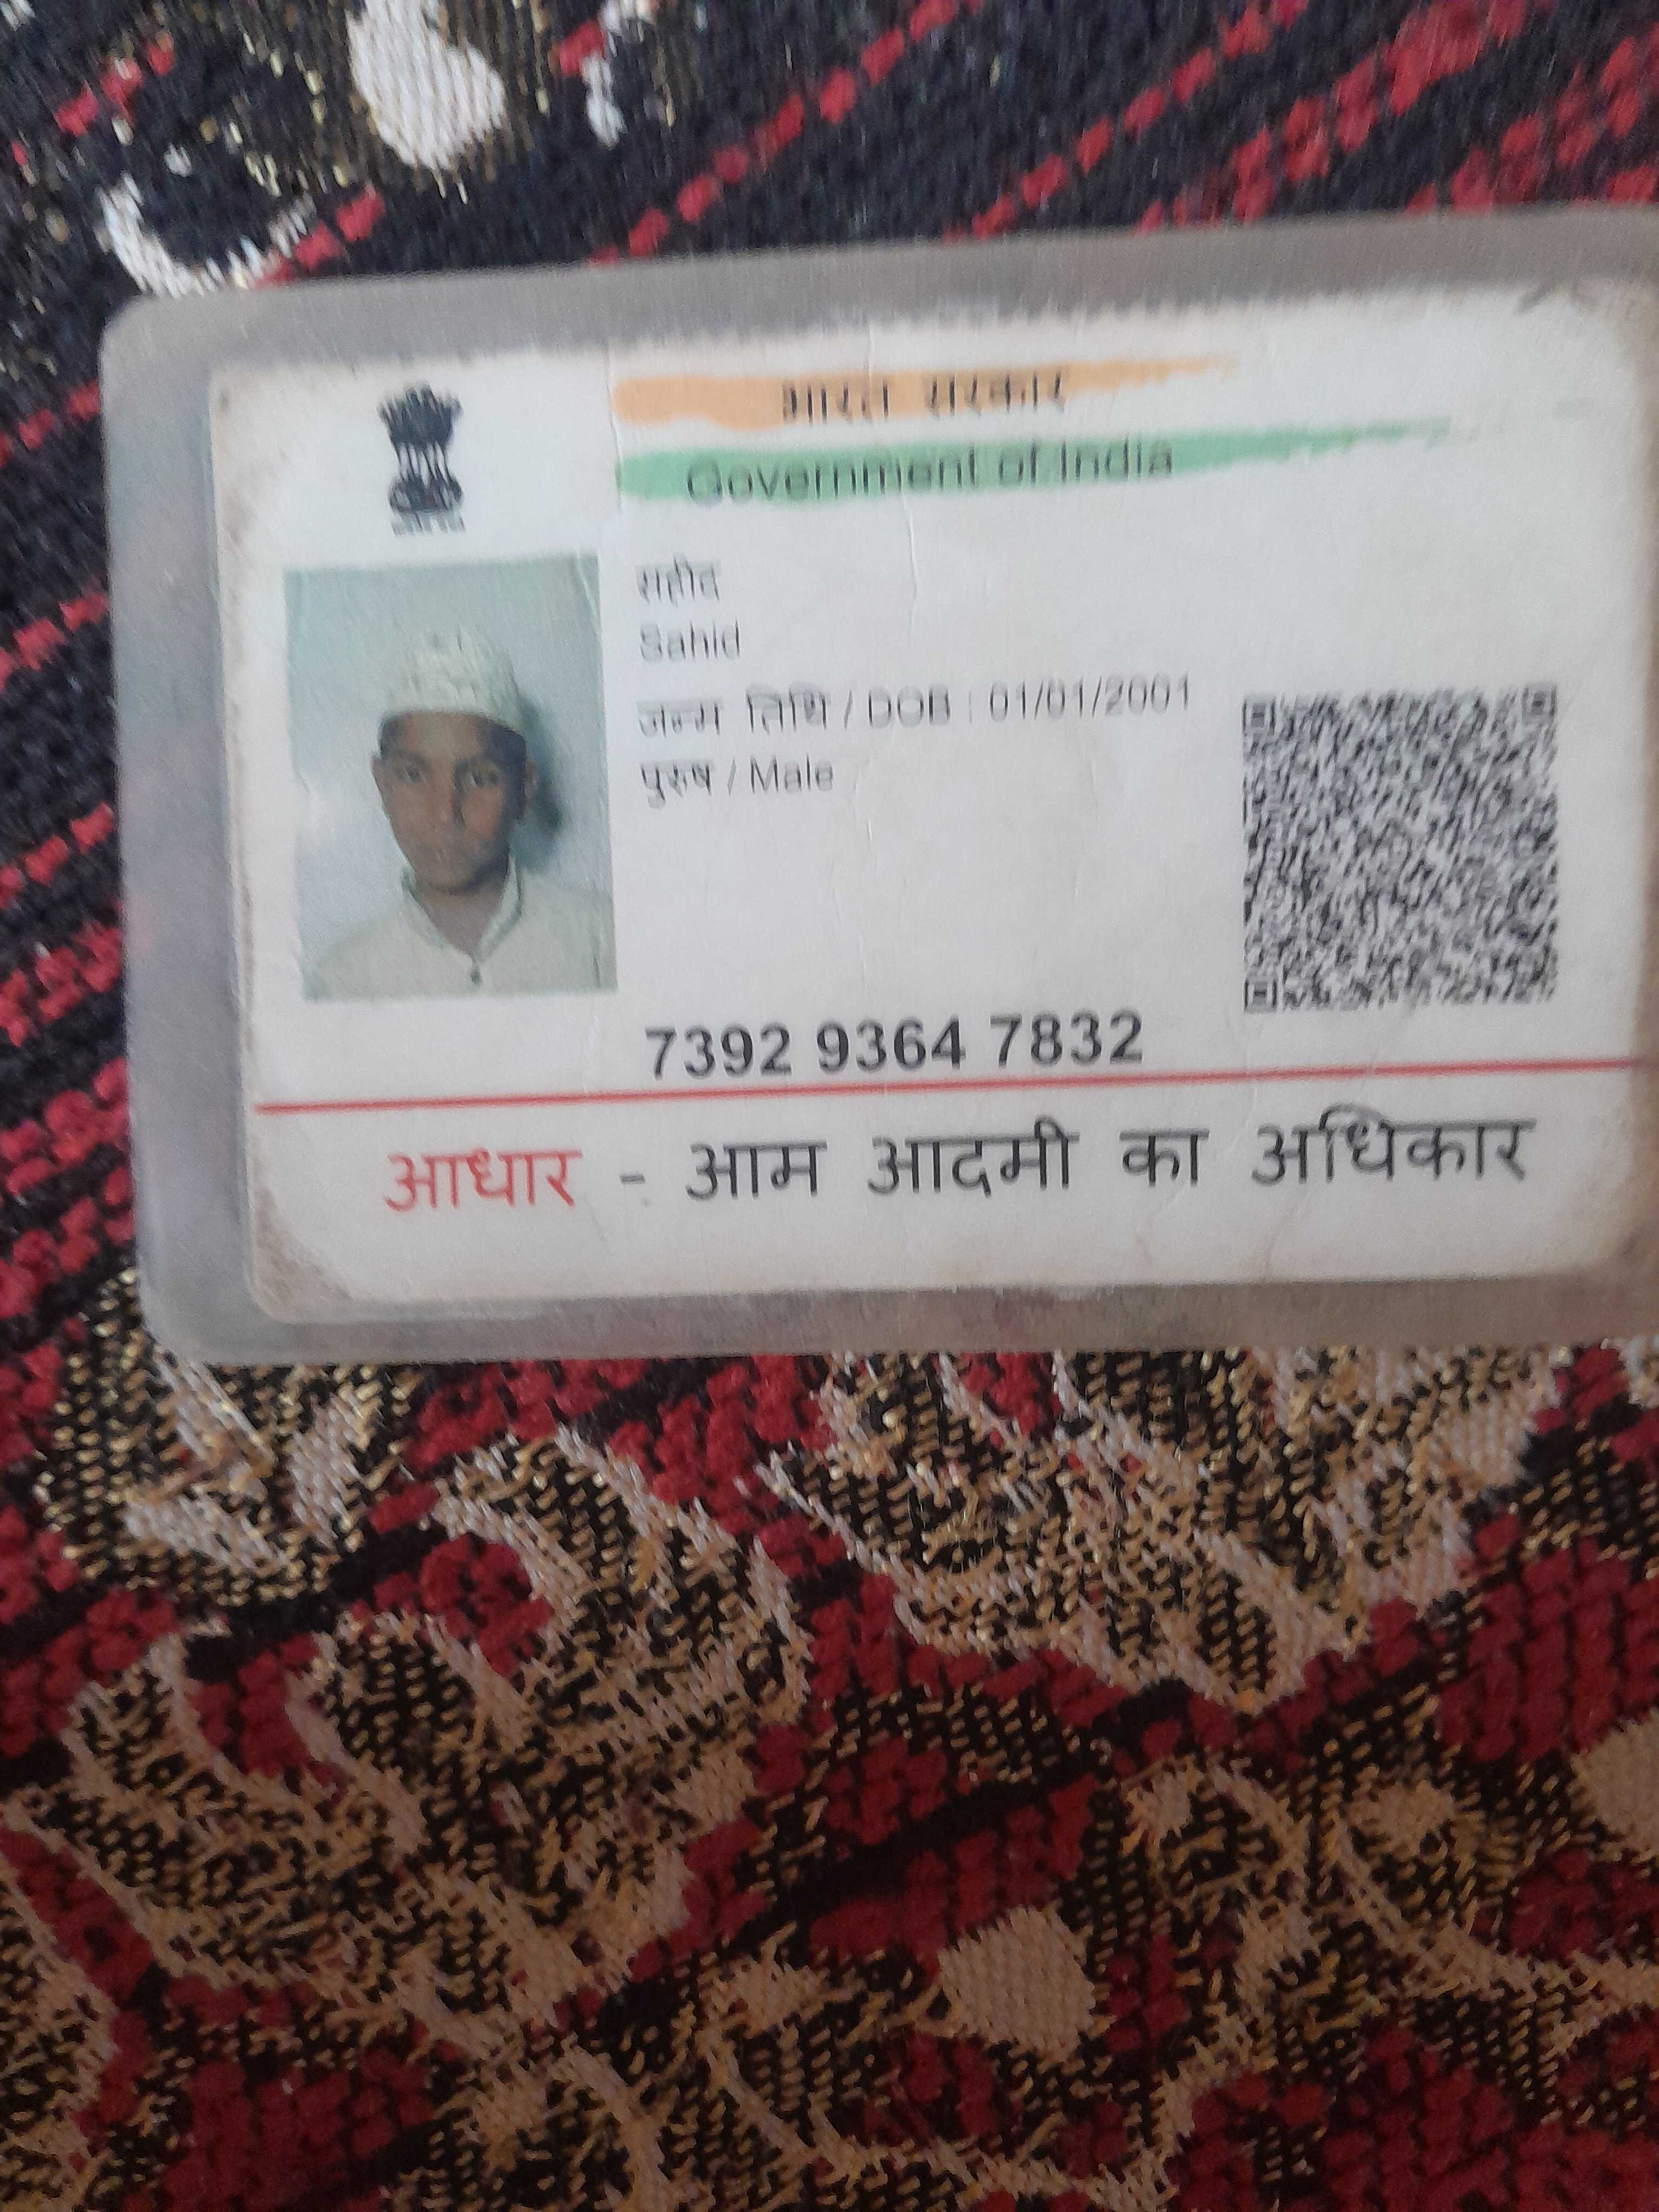 भारत सरकार
Government of India
सहीद
Sahid
जन्म तिथि / DOB : 01/01/2001
पुरुष / Male
7392 9364 7832
आधार - आम आदमी का अधिकार